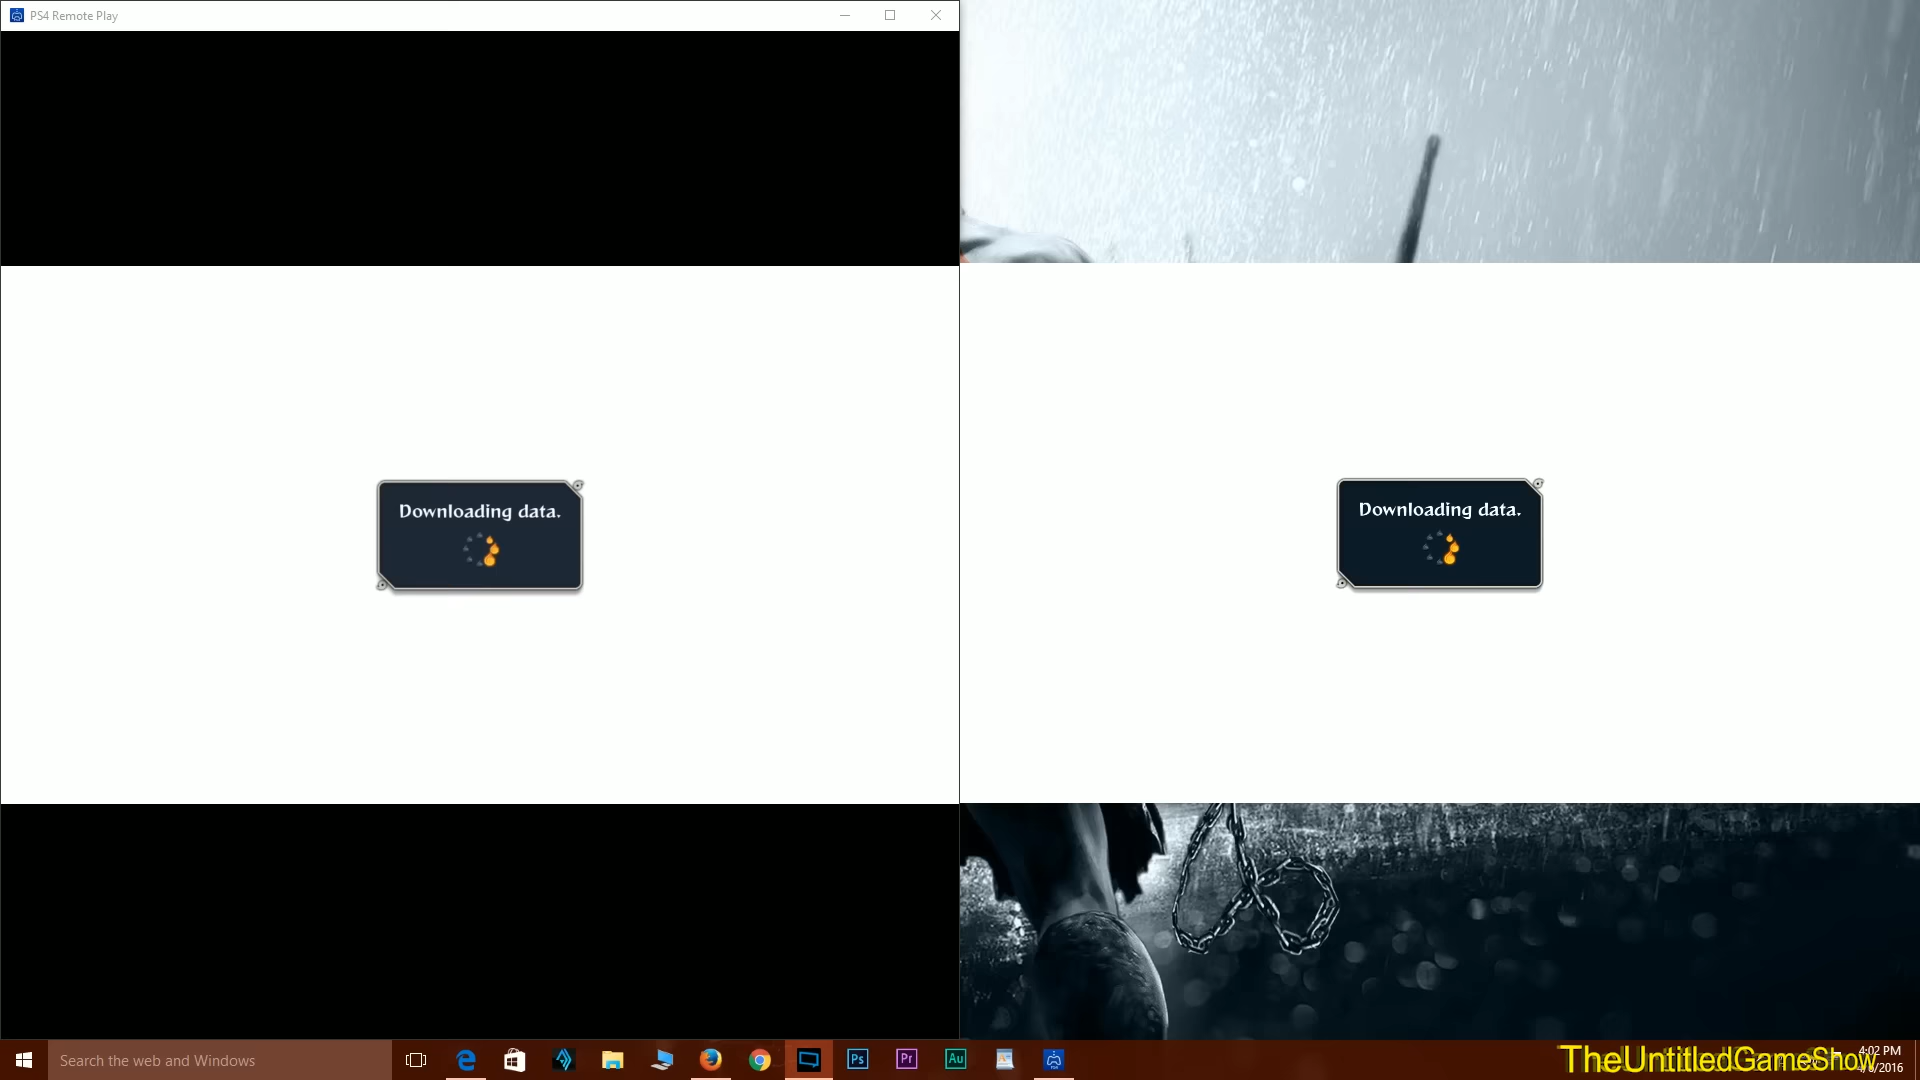 PS4 Remote Play
Downloading data.
Downloading data.
Search the web and Windows
Ps
Pr
Au
TheUntitledGameShow
4:02 PM